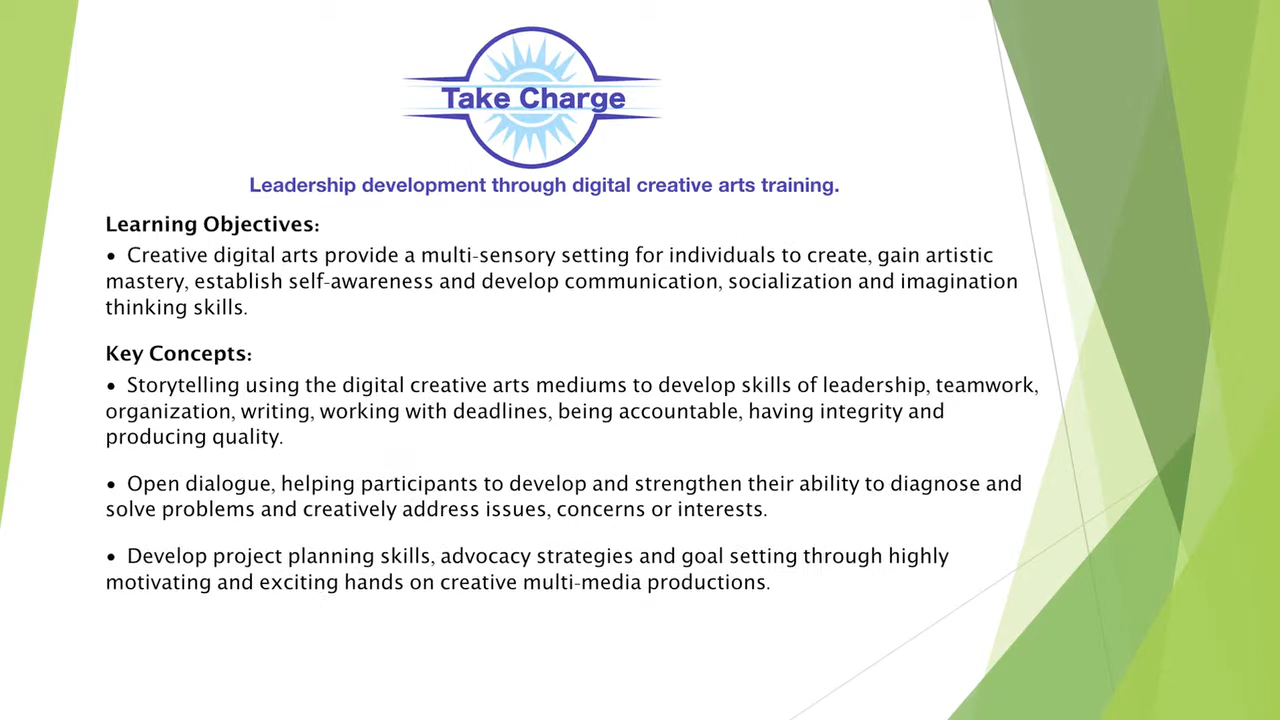 Take Charge
Leadership development through digital creative arts training.
Learning Objectives:
• Creative digital arts provide a multi-sensory setting for individuals to create, gain artistic
mastery, establish self-awareness and develop communication, socialization and imagination
thinking skills.
Key Concepts:
• Storytelling using the digital creative arts mediums to develop skills of leadership, teamwork,
organization, writing, working with deadlines, being accountable, having integrity and
producing quality.
• Open dialogue, helping participants to develop and strengthen their ability to diagnose and
solve problems and creatively address issues, concerns or interests.
• Develop project planning skills, advocacy strategies and goal setting through highly
motivating and exciting hands on creative multi-media productions.